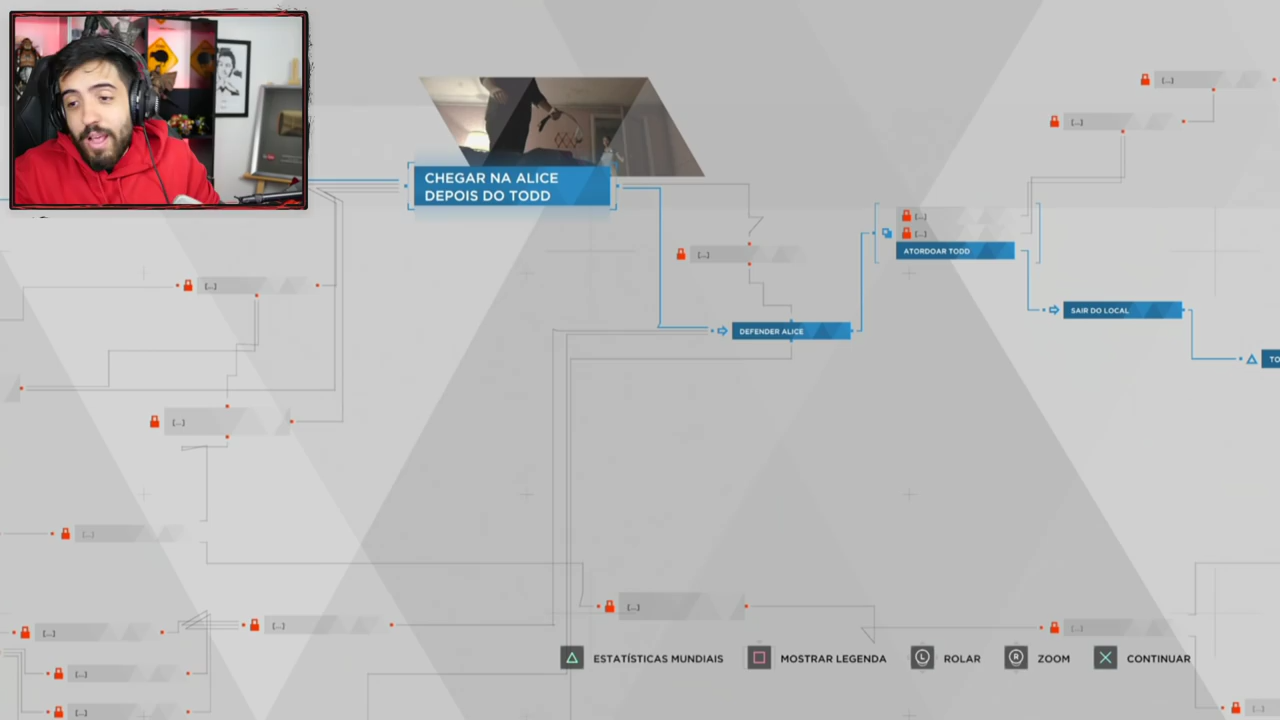 [...]
[...]
CHEGAR NA ALICE
DEPOIS DO TODD
[...]
[...]
ATORDOAR TODD
[...]
[...]
SAIR DO LOCAL
DEFENDER ALICE
TO
[...]
[...]
[...]
[...]
[...]
[...]
[...]
ESTATÍSTICAS MUNDIAIS
MOSTRAR LEGENDA
ROLAR
ZOOM
CONTINUAR
[...]
[...]
[...]